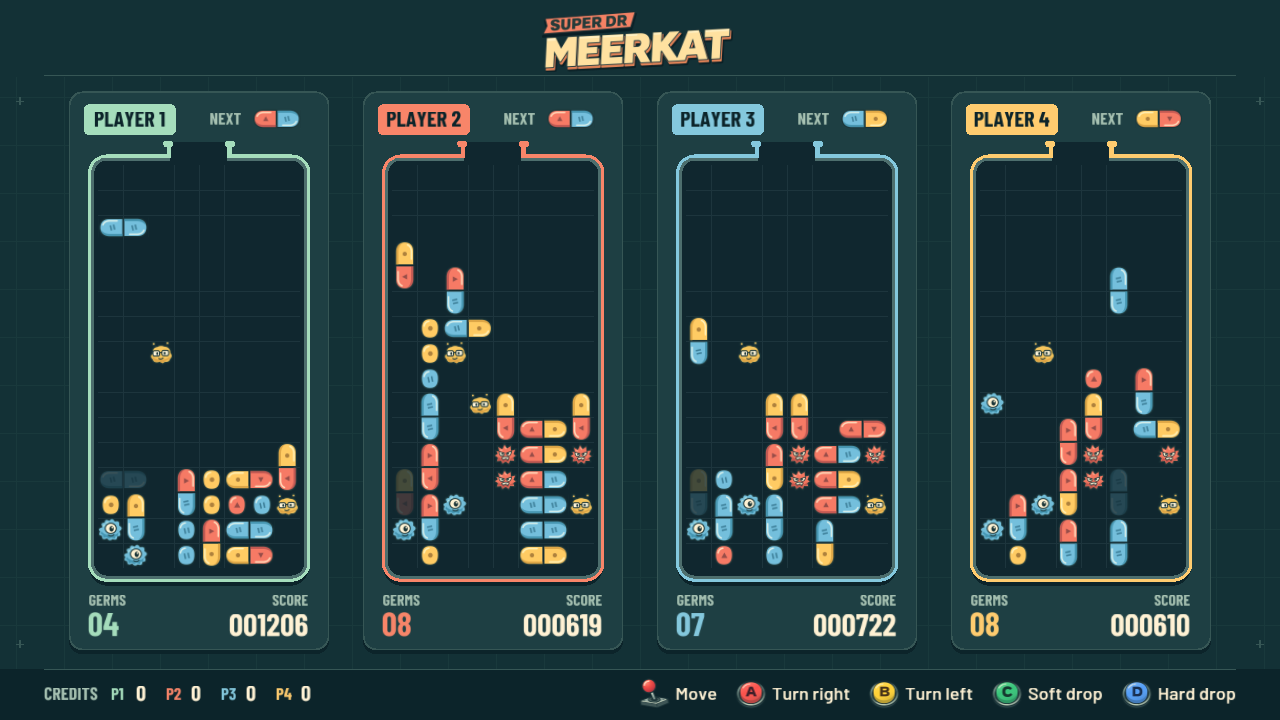 SUPER DR
MEERKAT
PLAYER 1 NEXT
PLAYER 2 NEXT
PLAYER 3 NEXT
PLAYER 4 NEXT
GERMS SCORE
04 001206
GERMS SCORE
08 000619
GERMS SCORE
07 000722
GERMS SCORE
08 000610
CREDITS P1 0 P2 0 P3 0 P4 0
Move A Turn right B Turn left C Soft drop D Hard drop